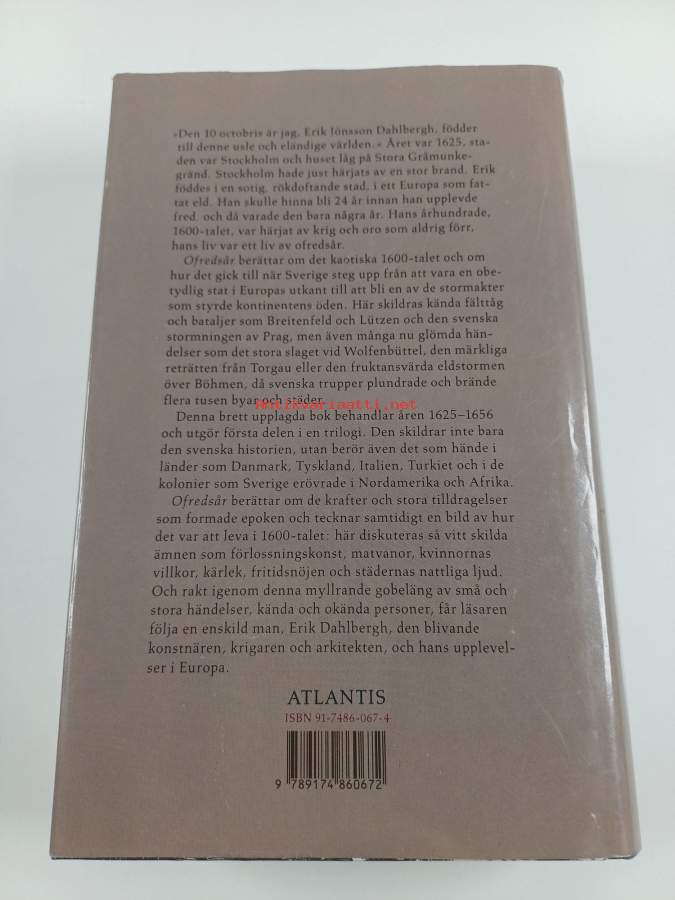 »Den 10 octobris är jag, Erik Jönsson Dahlbergh, födder
till denne usle och eländige världen.« Året var 1625, sta-
den var Stockholm och huset låg på Stora Gråmunke-
gränd. Stockholm hade just härjats av en stor brand. Erik
föddes i en sotig, rökdoftande stad, i ett Europa som fat-
tat eld. Han skulle hinna bli 24 år innan han upplevde
fred, och då varade den bara några år. Hans århundrade,
1600-talet, var härjat av krig och oro som aldrig förr,
hans liv var ett liv av ofredsår.
Ofredsår berättar om det kaotiska 1600-talet och om
hur det gick till när Sverige steg upp från att vara en obe-
tydlig stat i Europas utkant till att bli en av de stormakter
som styrde kontinentens öden. Här skildras kända fälttåg
och bataljer som Breitenfeld och Lützen och den svenska
stormningen av Prag, men även många nu glömda hän-
delser som det stora slaget vid Wolfenbüttel, den märkliga
reträtten från Torgau eller den fruktansvärda eldstormen
över Böhmen, då svenska trupper plundrade och brände
flera tusen byar och städer.
Antikvariaatti.net
Denna brett upplagda bok behandlar åren 1625–1656
och utgör första delen i en trilogi. Den skildrar inte bara
den svenska historien, utan berör även det som hände i
länder som Danmark, Tyskland, Italien, Turkiet och i de
kolonier som Sverige erövrade i Nordamerika och Afrika.
Ofredsår berättar om de krafter och stora tilldragelser
som formade epoken och tecknar samtidigt en bild av hur
det var att leva i 1600-talet: här diskuteras så vitt skilda
ämnen som förlossningskonst, matvanor, kvinnornas
villkor, kärlek, fritidsnöjen och städernas nattliga ljud.
Och rakt igenom denna myllrande gobeläng av små och
stora händelser, kända och okända personer, får läsaren
följa en enskild man, Erik Dahlbergh, den blivande
konstnären, krigaren och arkitekten, och hans upplevel-
ser i Europa.
ATLANTIS
ISBN 91-7486-067-4
9 789174 860672